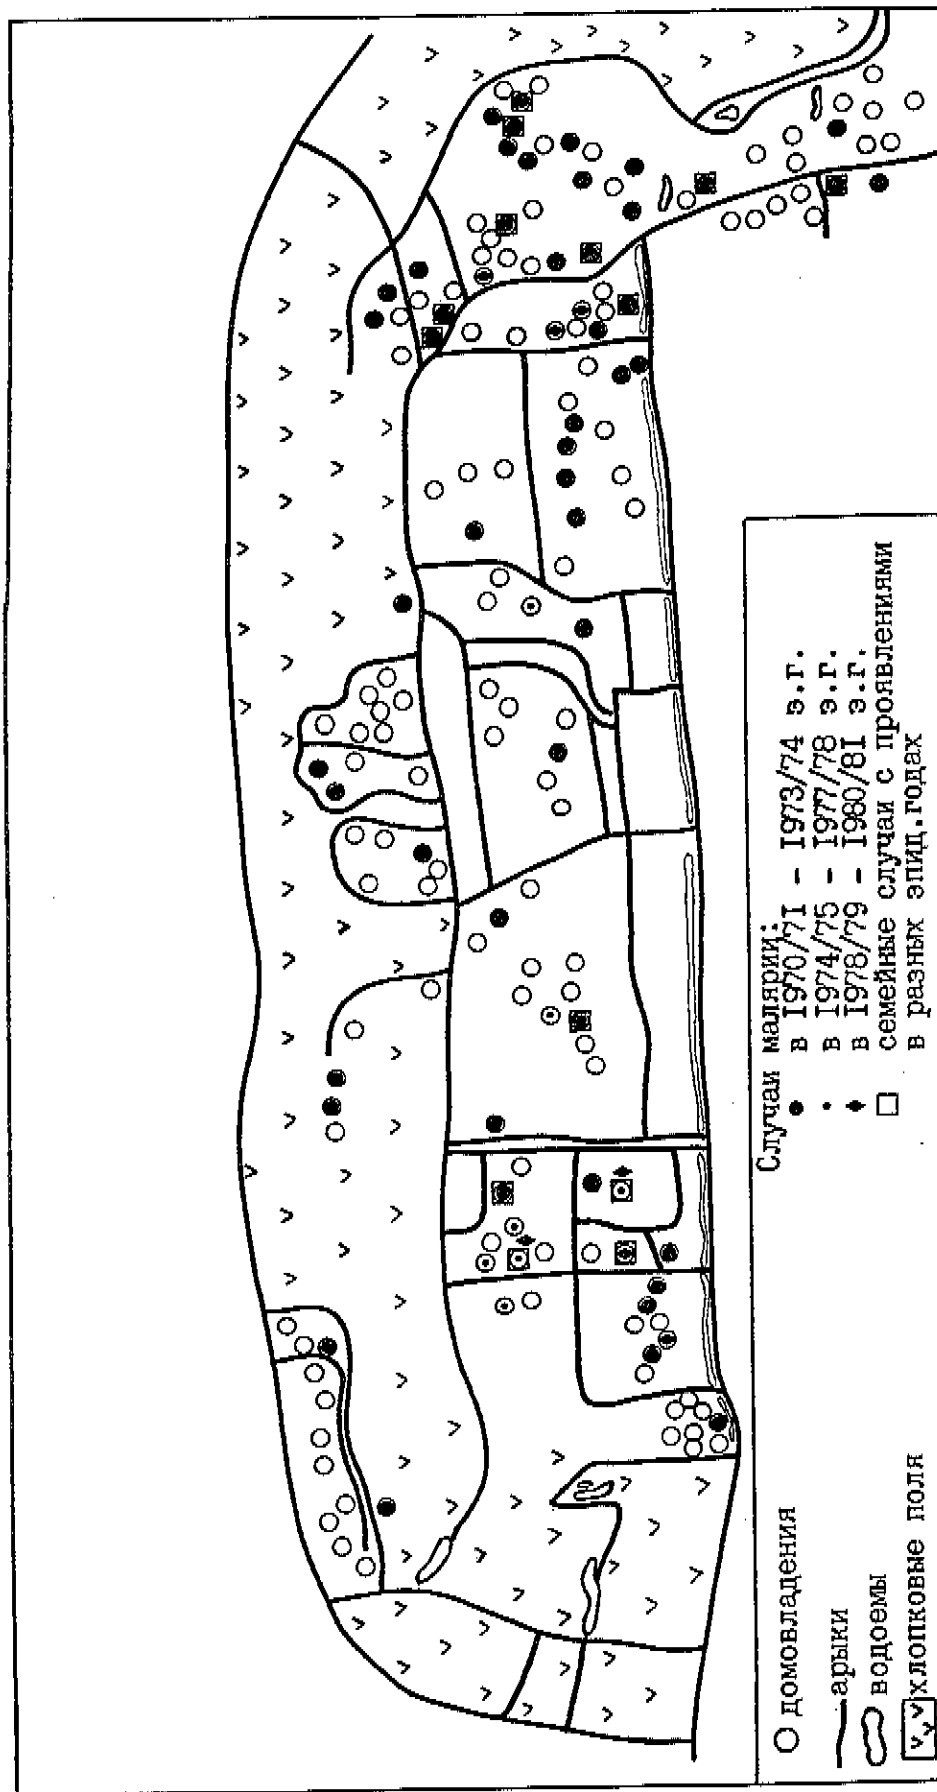 Случаи малярии:
в 1970/71 - 1973/74 э.г.
в 1974/75 - 1977/78 э.г.
в 1978/79 - 1980/81 э.г.
семейные случаи с проявлениями
в разных эпид.годах
домовладения
арыки
водоемы
хлопковые поля